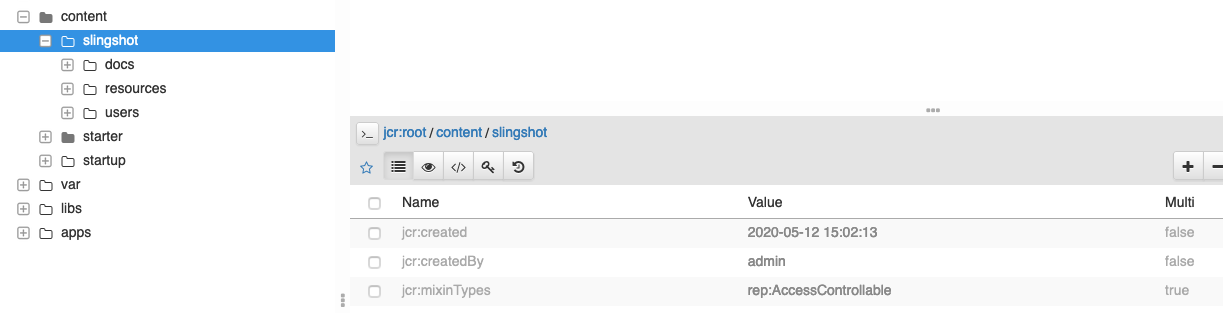 content
slingshot
docs
resources
users
starter
startup
var
libs
apps
>_ jcr:root / content / slingshot
</>
Name Value Multi
jcr:created 2020-05-12 15:02:13 false
jcr:createdBy admin false
jcr:mixinTypes rep:AccessControllable true